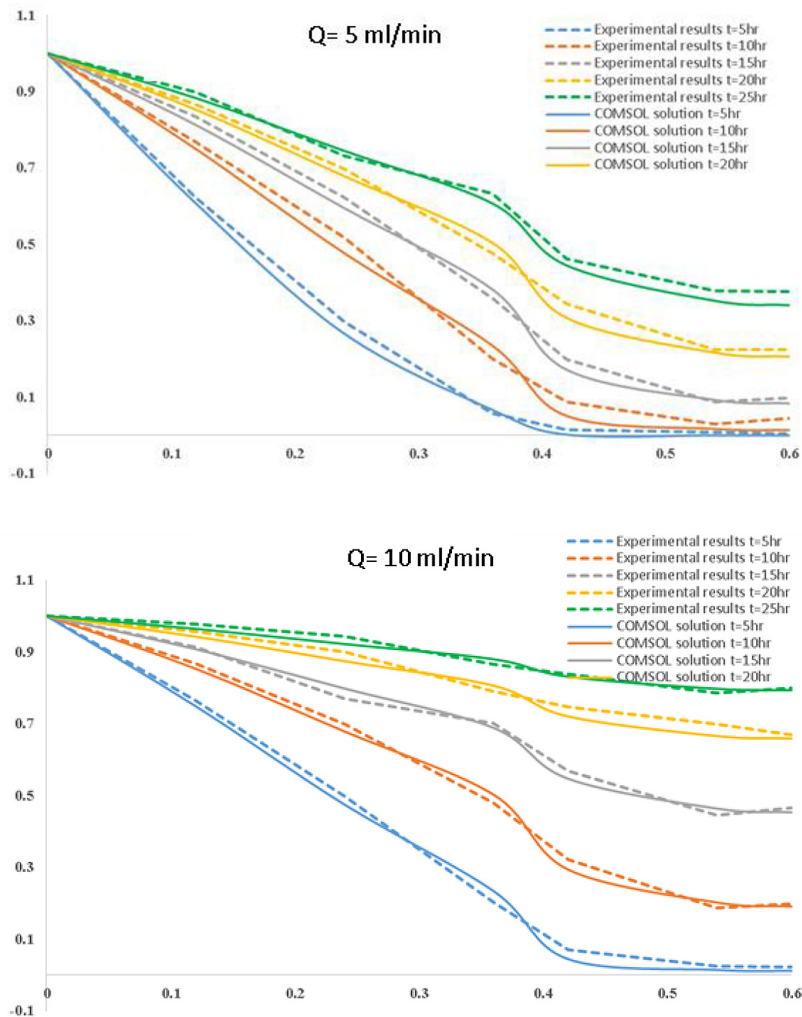 Q= 5 ml/min
Experimental results t=5hr
Experimental results t=10hr
Experimental results t=15hr
Experimental results t=20hr
Experimental results t=25hr
COMSOL solution t=5hr
COMSOL solution t=10hr
COMSOL solution t=15hr
COMSOL solution t=20hr
1.1
0.9
0.7
0.5
0.3
0.1
-0.1
0 0.1 0.2 0.3 0.4 0.5 0.6
Q= 10 ml/min
Experimental results t=5hr
Experimental results t=10hr
Experimental results t=15hr
Experimental results t=20hr
Experimental results t=25hr
COMSOL solution t=5hr
COMSOL solution t=10hr
COMSOL solution t=15hr
COMSOL solution t=20hr
1.1
0.9
0.7
0.5
0.3
0.1
-0.1
0 0.1 0.2 0.3 0.4 0.5 0.6